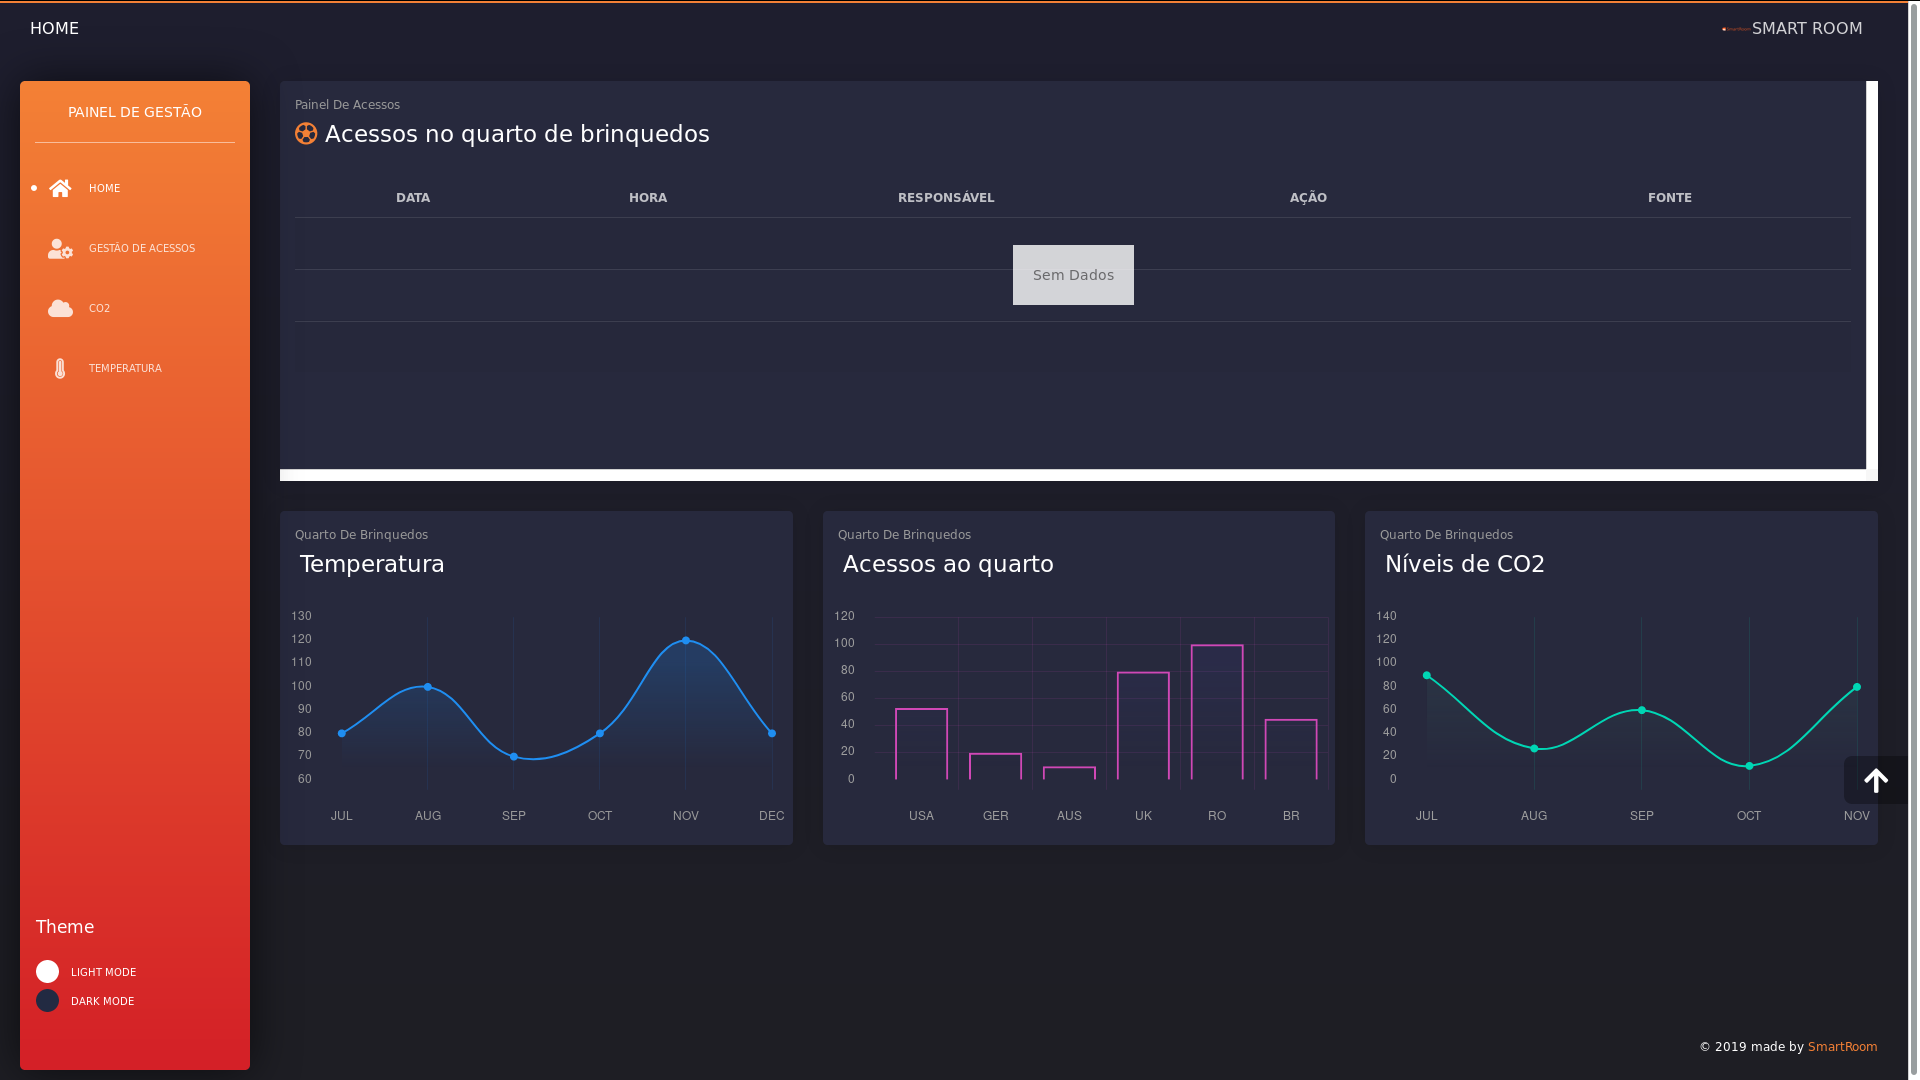 HOME
SMART ROOM
PAINEL DE GESTÃO
HOME
GESTÃO DE ACESSOS
CO2
TEMPERATURA
Theme
LIGHT MODE
DARK MODE
Painel De Acessos
Acessos no quarto de brinquedos
DATA HORA RESPONSÁVEL AÇÃO FONTE
Sem Dados
Quarto De Brinquedos
Temperatura
130
120
110
100
90
80
70
60
JUL AUG SEP OCT NOV DEC
Quarto De Brinquedos
Acessos ao quarto
120
100
80
60
40
20
0
USA GER AUS UK RO BR
Quarto De Brinquedos
Níveis de CO2
140
120
100
80
60
40
20
0
JUL AUG SEP OCT NOV
© 2019 made by SmartRoom